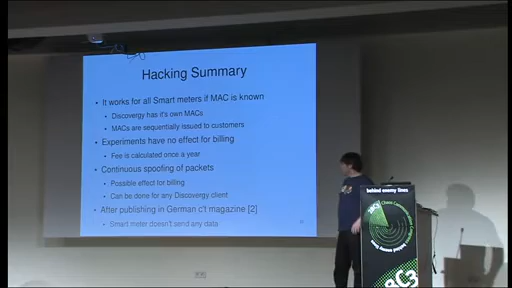 Hacking Summary
• It works for all Smart meters if MAC is known
• Discovergy has it's own MACs
• MACs are sequentially issued to customers
• Experiments have no effect for billing
• Fee is calculated once a year
• Continuous spoofing of packets
• Possible effect for billing
• Can be done for any Discovergy client
• After publishing in German c't magazine [2]
• Smart meter doesn't send any data
behind enemy lines